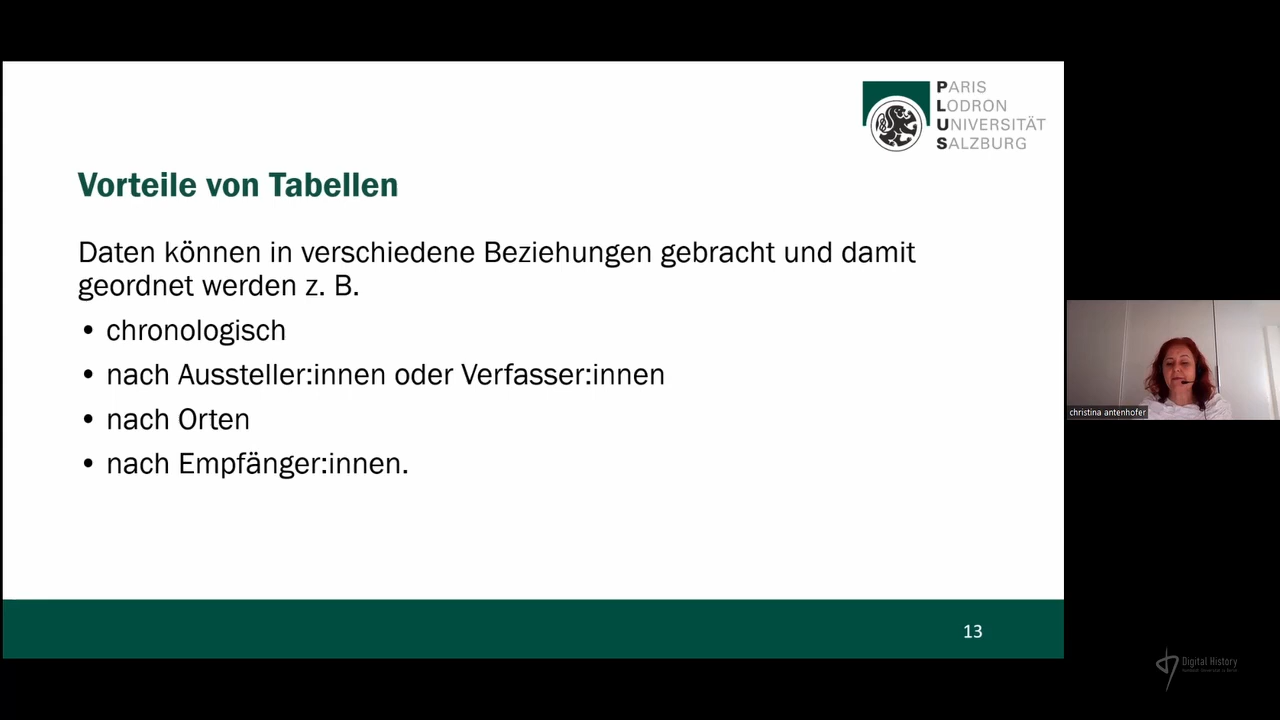 PARIS
LODRON
UNIVERSITÄT
SALZBURG
Vorteile von Tabellen
Daten können in verschiedene Beziehungen gebracht und damit
geordnet werden z. B.
• chronologisch
• nach Aussteller:innen oder Verfasser:innen
• nach Orten
• nach Empfänger:innen.
christina antenhofer
13
Digital History